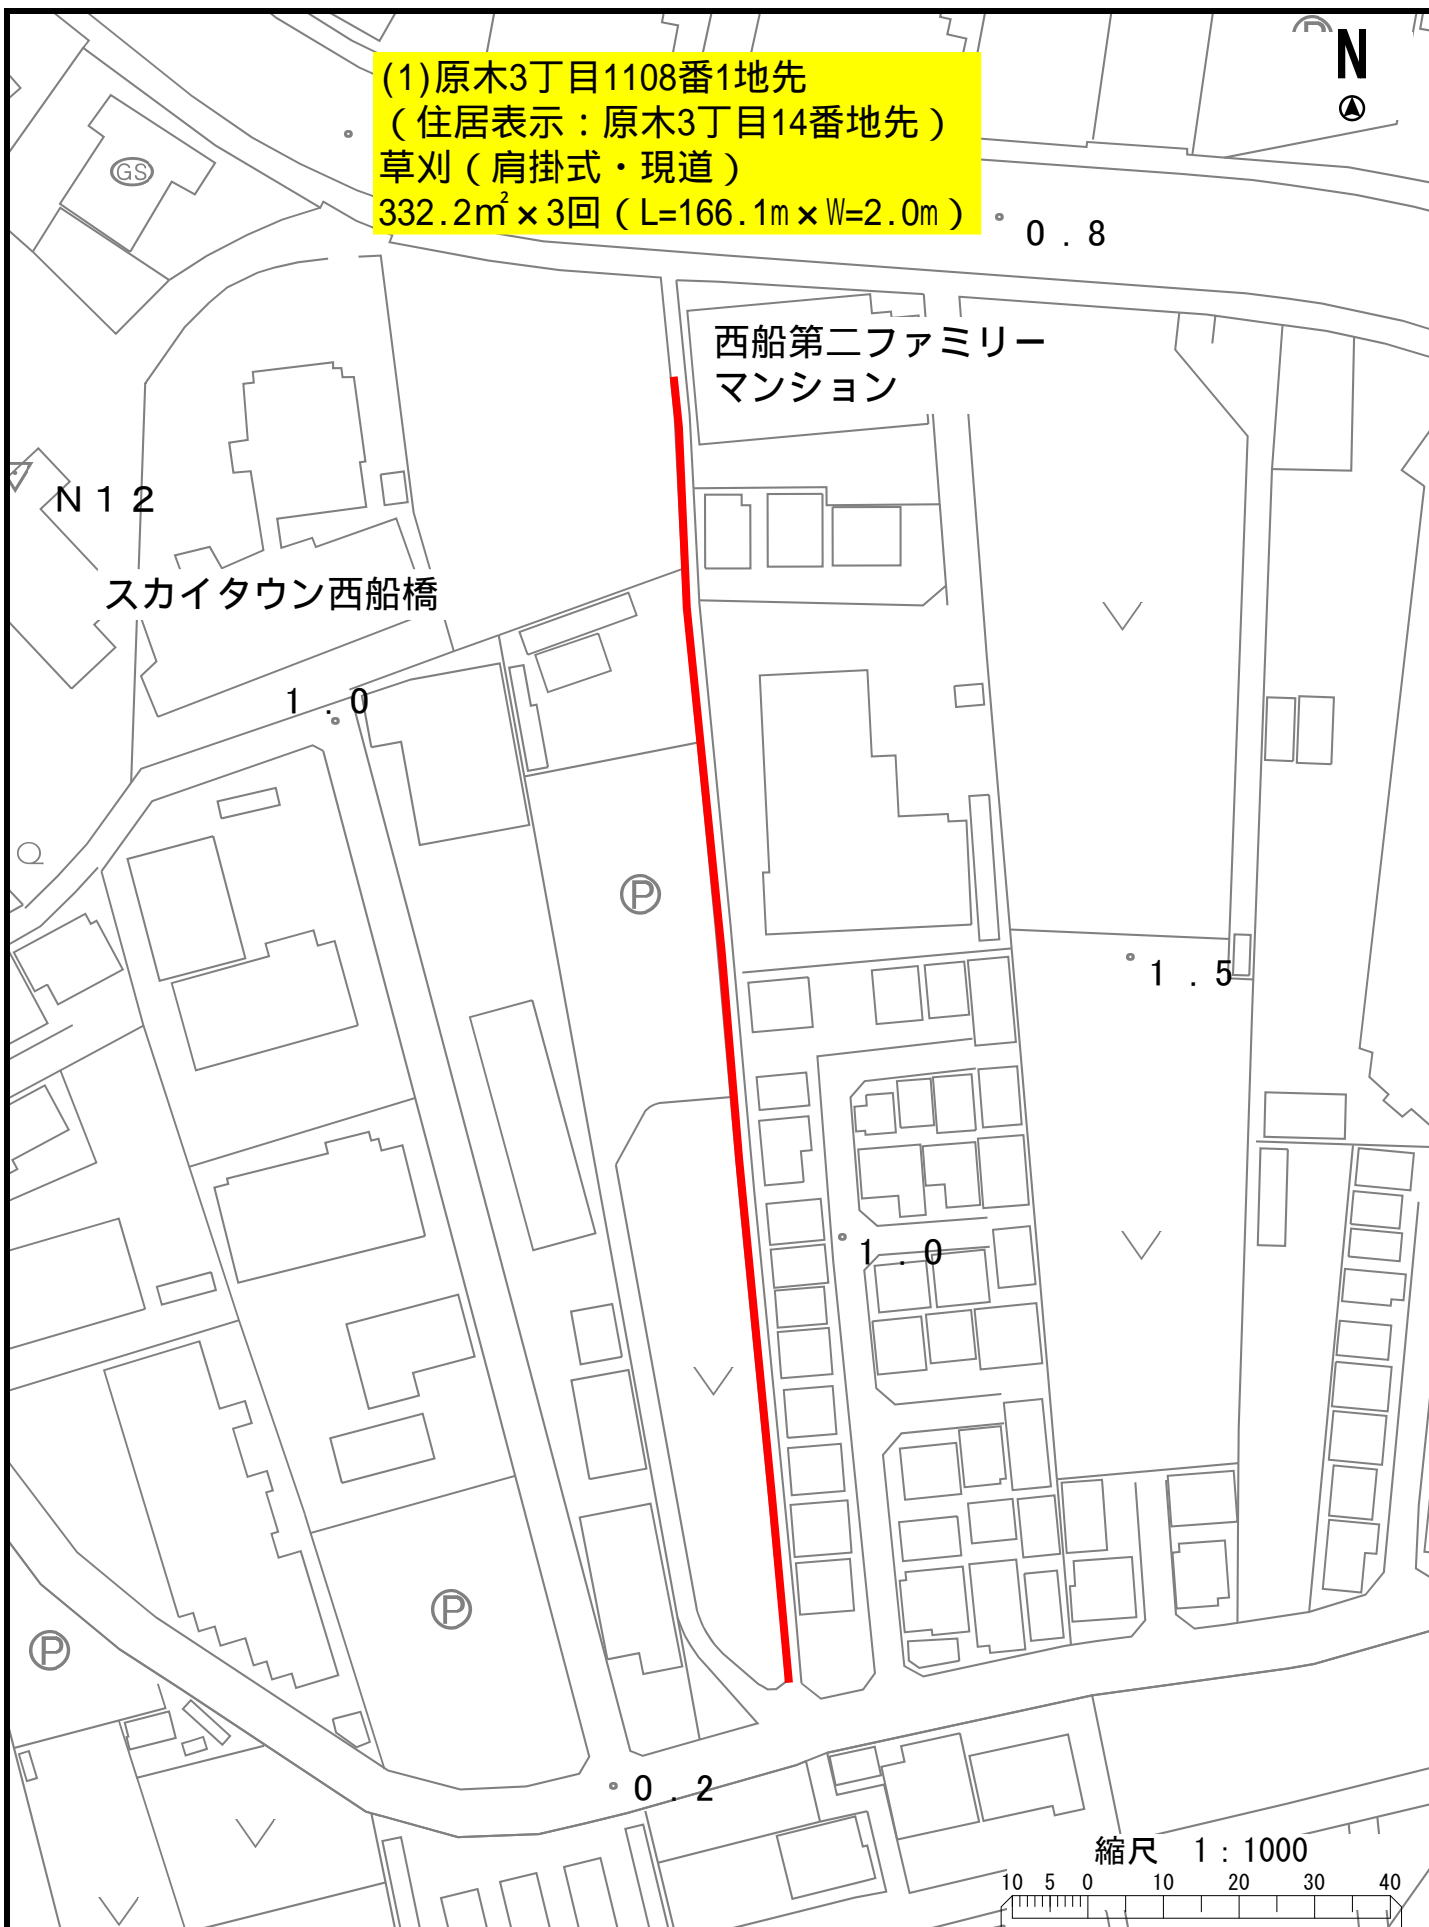 (1)原木3丁目1108番1地先
(住居表示:原木3丁目14番地先)
草刈(肩掛式・現道)
332.2㎡×3回(L=166.1m×W=2.0m)
N
GS
0.8
西船第二ファミリー
マンション
N12
スカイタウン西船橋
1.0
P
1.5
1.0
P
P
0.2
縮尺 1:1000
10 5 0 10 20 30 40